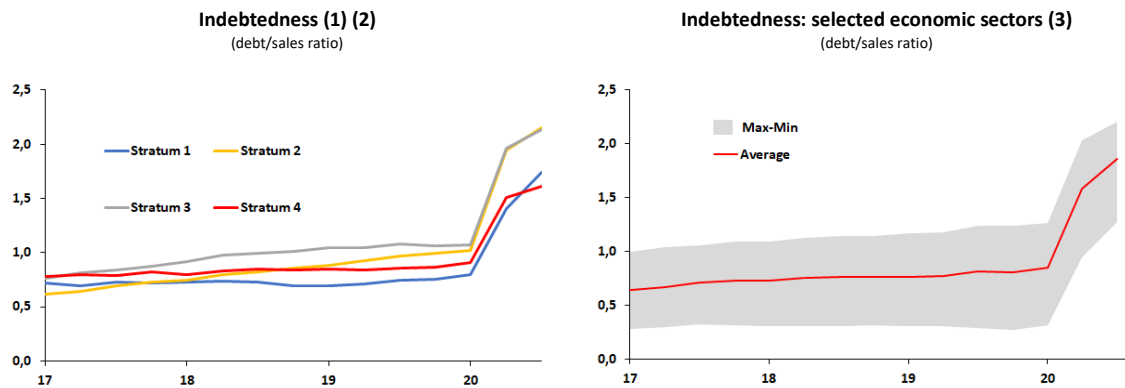 Indebtedness (1) (2)
(debt/sales ratio)
2,5
2,0
1,5
1,0
0,5
0,0
17
18
19
20
Stratum 1
Stratum 2
Stratum 3
Stratum 4
Indebtedness: selected economic sectors (3)
(debt/sales ratio)
2,5
2,0
1,5
1,0
0,5
0,0
17
18
19
20
Max-Min
Average